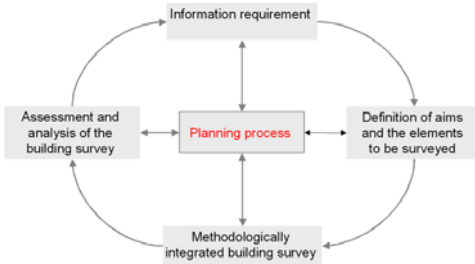 Information requirement
Assessment and
analysis of the
building survey
Planning process
Definition of aims
and the elements
to be surveyed
Methodologically
integrated building survey